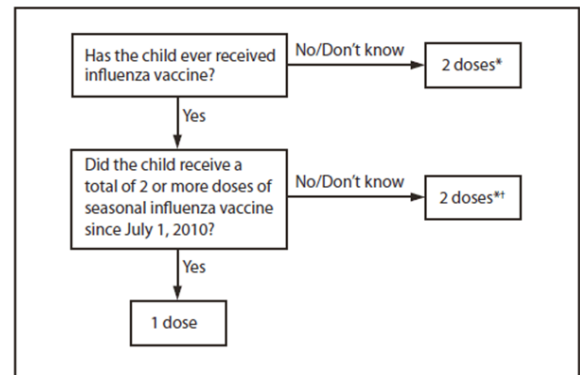 Has the child ever received
influenza vaccine?
No/Don't know
2 doses*
Yes
Did the child receive a
total of 2 or more doses of
seasonal influenza vaccine
since July 1, 2010?
No/Don't know
2 doses*†
Yes
1 dose